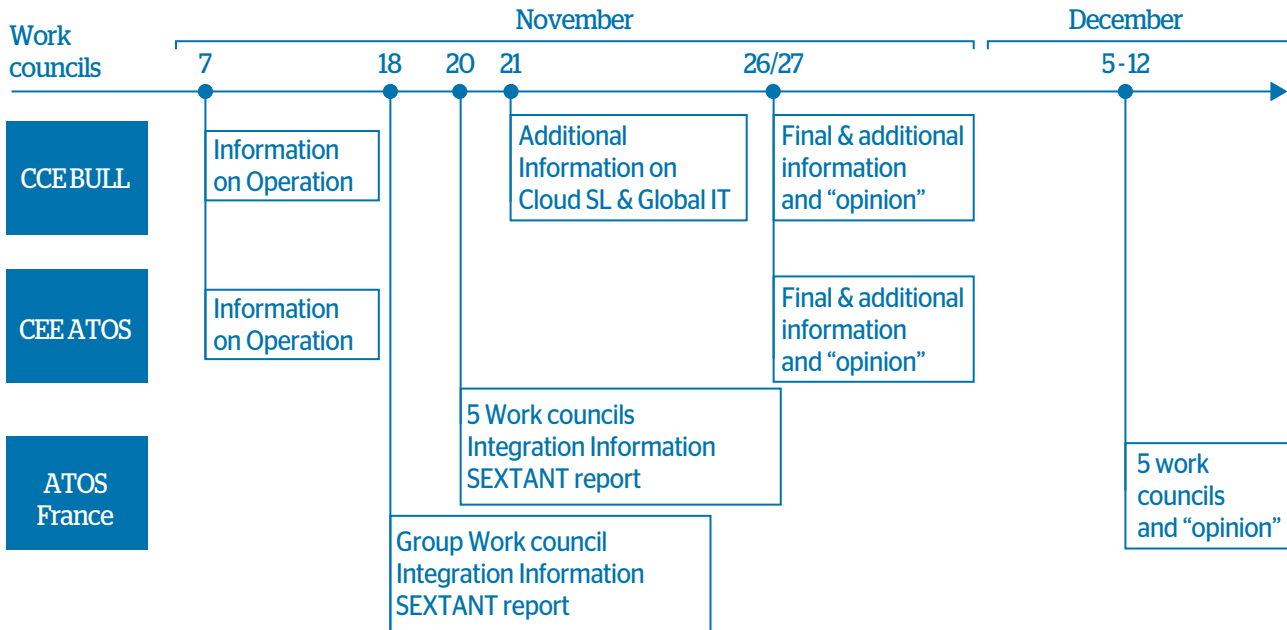 Work
councils
November
December
7
18
20
21
26/27
5-12
CCE BULL
Information
on Operation
Additional
Information on
Cloud SL & Global IT
Final & additional
information
and “opinion”
CEE ATOS
Information
on Operation
Final & additional
information
and “opinion”
ATOS
France
5 Work councils
Integration Information
SEXTANT report
5 work
councils
and “opinion”
Group Work council
Integration Information
SEXTANT report